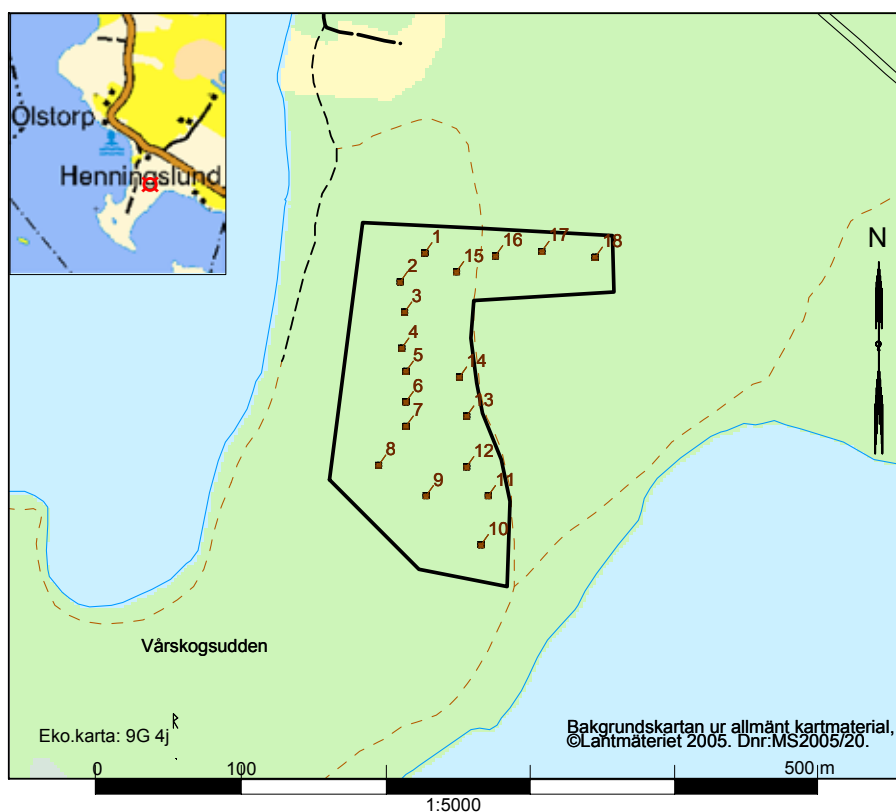 Olstorp
Henningslund
N
1
2
3
4
5
6
7
8
9
10
11
12
13
14
15
16
17
18
Vårskogsudden
R
Eko.karta: 9G 4j
Bakgrundskartan ur allmänt kartmaterial,
©Lantmäteriet 2005. Dnr:MS2005/20.
0 100 500 m
1:5000